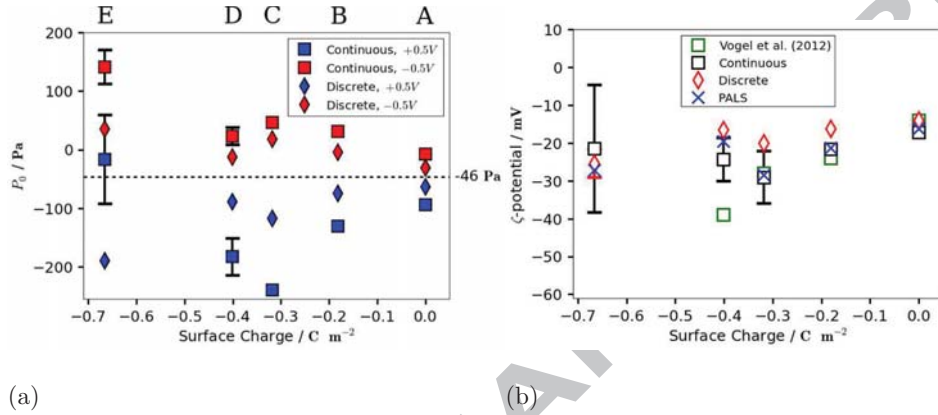 E D C B A
200
100
0
−100
−200
P₀ / Pa
Continuous, +0.5V
Continuous, −0.5V
Discrete, +0.5V
Discrete, −0.5V
-46 Pa
−0.7 −0.6 −0.5 −0.4 −0.3 −0.2 −0.1 0.0
Surface Charge / C m⁻²
(a)
10
0
−10
−20
−30
−40
−50
−60
ζ-potential / mV
Vogel et al. (2012)
Continuous
Discrete
PALS
−0.7 −0.6 −0.5 −0.4 −0.3 −0.2 −0.1 0.0
Surface Charge / C m⁻²
(b)